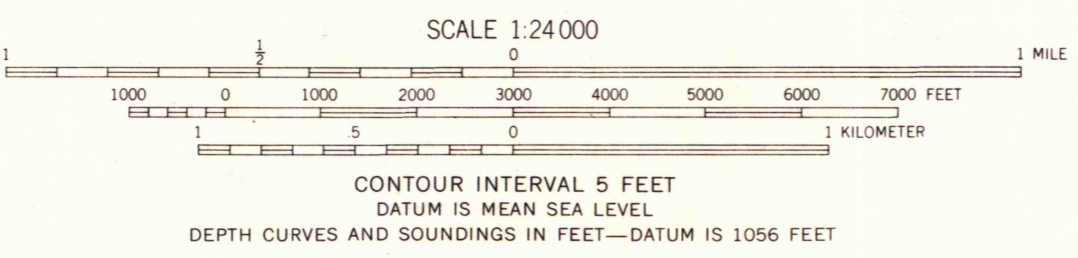 SCALE 1:24 000
1 ½ 0 1 MILE
1000 0 1000 2000 3000 4000 5000 6000 7000 FEET
1 .5 0 1 KILOMETER
CONTOUR INTERVAL 5 FEET
DATUM IS MEAN SEA LEVEL
DEPTH CURVES AND SOUNDINGS IN FEET—DATUM IS 1056 FEET